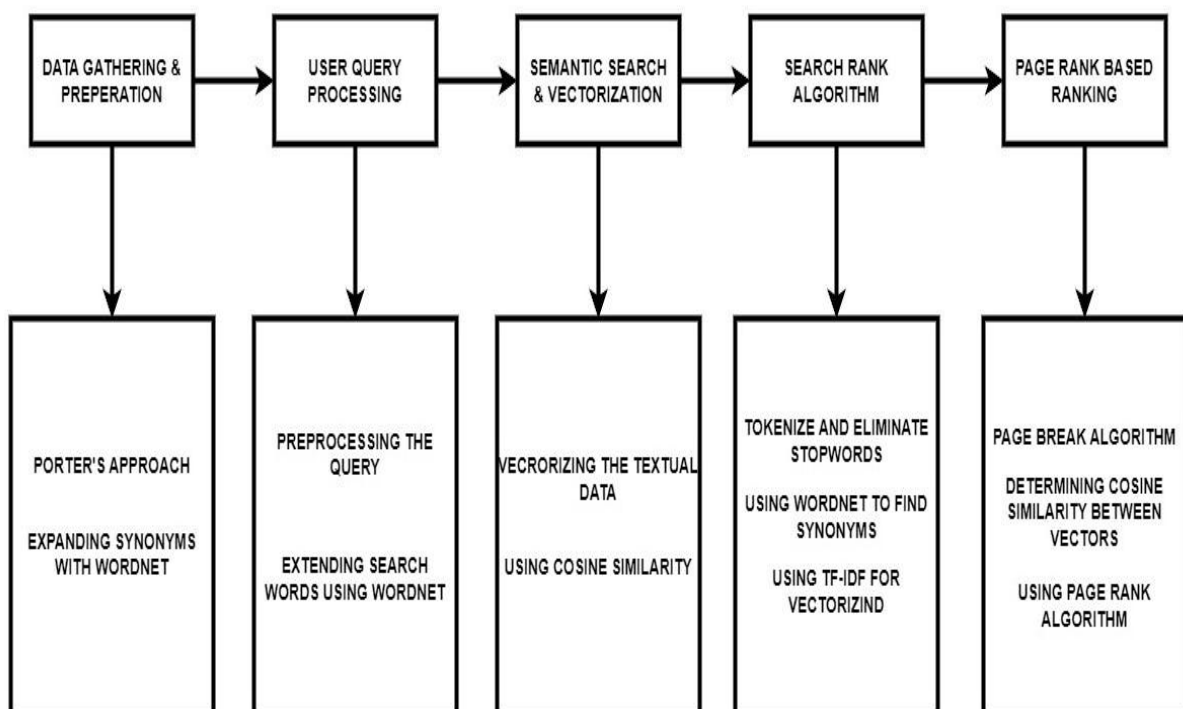 DATA GATHERING &
PREPERATION
USER QUERY
PROCESSING
SEMANTIC SEARCH
& VECTORIZATION
SEARCH RANK
ALGORITHM
PAGE RANK BASED
RANKING
PORTER'S APPROACH
EXPANDING SYNONYMS
WITH WORDNET
PREPROCESSING THE
QUERY
EXTENDING SEARCH
WORDS USING WORDNET
VECRORIZING THE TEXTUAL
DATA
USING COSINE SIMILARITY
TOKENIZE AND ELIMINATE
STOPWORDS
USING WORDNET TO FIND
SYNONYMS
USING TF-IDF FOR
VECTORIZIND
PAGE BREAK ALGORITHM
DETERMINING COSINE
SIMILARITY BETWEEN
VECTORS
USING PAGE RANK
ALGORITHM